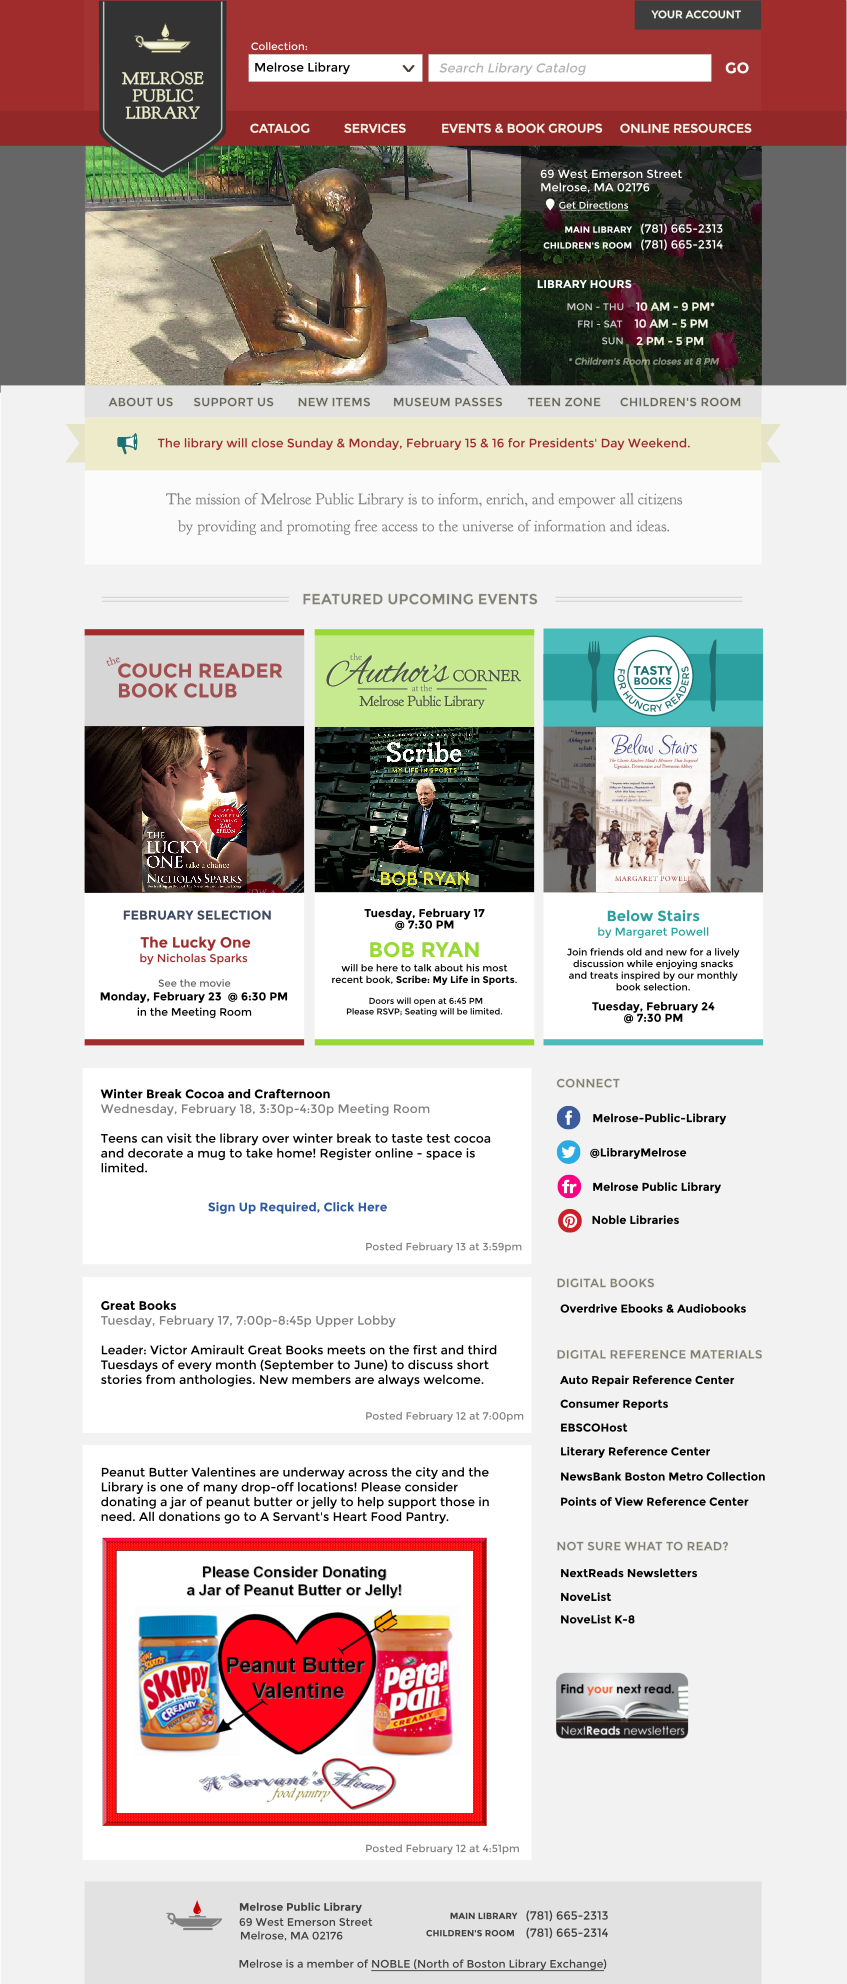 YOUR ACCOUNT
MELROSE
PUBLIC
LIBRARY
Collection:
Melrose Library
Search Library Catalog
GO
CATALOG
SERVICES
EVENTS & BOOK GROUPS
ONLINE RESOURCES
69 West Emerson Street
Melrose, MA 02176
Get Directions
MAIN LIBRARY (781) 665-2313
CHILDREN'S ROOM (781) 665-2314
LIBRARY HOURS
MON - THU 10 AM - 9 PM*
FRI - SAT 10 AM - 5 PM
SUN 2 PM - 5 PM
* Children's Room closes at 8 PM
ABOUT US
SUPPORT US
NEW ITEMS
MUSEUM PASSES
TEEN ZONE
CHILDREN'S ROOM
The library will close Sunday & Monday, February 15 & 16 for Presidents' Day Weekend.
The mission of Melrose Public Library is to inform, enrich, and empower all citizens
by providing and promoting free access to the universe of information and ideas.
FEATURED UPCOMING EVENTS
the
COUCH READER
BOOK CLUB
THE
LUCKY
ONE take a chance
NICHOLAS SPARKS
FEBRUARY SELECTION
The Lucky One
by Nicholas Sparks
See the movie
Monday, February 23 @ 6:30 PM
in the Meeting Room
the
Author's CORNER
at the
Melrose Public Library
Scribe
MY LIFE IN SPORTS
BOB RYAN
Tuesday, February 17
@ 7:30 PM
BOB RYAN
will be here to talk about his most
recent book, Scribe: My Life in Sports.
Doors will open at 6:45 PM
Please RSVP; Seating will be limited.
TASTY
BOOKS
FOR HUNGRY READERS
Below Stairs
MARGARET POWELL
Below Stairs
by Margaret Powell
Join friends old and new for a lively
discussion while enjoying snacks
and treats inspired by our monthly
book selection.
Tuesday, February 24
@ 7:30 PM
Winter Break Cocoa and Crafternoon
Wednesday, February 18, 3:30p-4:30p Meeting Room
Teens can visit the library over winter break to taste test cocoa
and decorate a mug to take home! Register online - space is
limited.
Sign Up Required, Click Here
Posted February 13 at 3:59pm
Great Books
Tuesday, February 17, 7:00p-8:45p Upper Lobby
Leader: Victor Amirault Great Books meets on the first and third
Tuesdays of every month (September to June) to discuss short
stories from anthologies. New members are always welcome.
Posted February 12 at 7:00pm
Peanut Butter Valentines are underway across the city and the
Library is one of many drop-off locations! Please consider
donating a jar of peanut butter or jelly to help support those in
need. All donations go to A Servant's Heart Food Pantry.
Please Consider Donating
a Jar of Peanut Butter or Jelly!
SKIPPY
CREAMY
Peanut Butter
Valentine
Peter
pan
CREAMY
A Servant's Heart
food pantry
Posted February 12 at 4:51pm
CONNECT
f Melrose-Public-Library
@LibraryMelrose
fr Melrose Public Library
Noble Libraries
DIGITAL BOOKS
Overdrive Ebooks & Audiobooks
DIGITAL REFERENCE MATERIALS
Auto Repair Reference Center
Consumer Reports
EBSCOHost
Literary Reference Center
NewsBank Boston Metro Collection
Points of View Reference Center
NOT SURE WHAT TO READ?
NextReads Newsletters
NoveList
NoveList K-8
Find your next read.
NextReads newsletters
Melrose Public Library
69 West Emerson Street
Melrose, MA 02176
MAIN LIBRARY (781) 665-2313
CHILDREN'S ROOM (781) 665-2314
Melrose is a member of NOBLE (North of Boston Library Exchange)